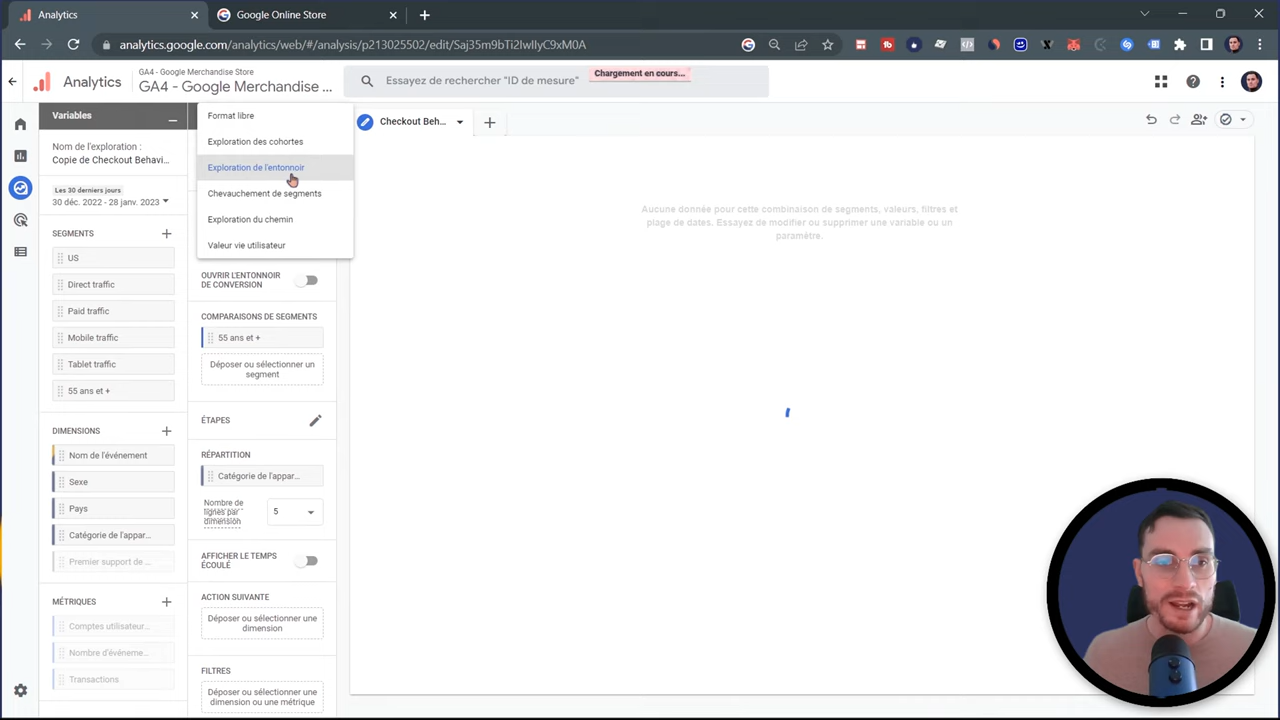 Analytics
Google Online Store
analytics.google.com/analytics/web/#/analysis/p213025502/edit/Saj35m9bTi2IwIlyC9xM0A
Analytics
GA4 - Google Merchandise Store
GA4 - Google Merchandise ...
Essayez de rechercher "ID de mesure"
Chargement en cours...
Variables
Nom de l'exploration :
Copie de Checkout Behavi...
Les 30 derniers jours
30 déc. 2022 - 28 janv. 2023
SEGMENTS
US
Direct traffic
Paid traffic
Mobile traffic
Tablet traffic
55 ans et +
DIMENSIONS
Nom de l'événement
Sexe
Pays
Catégorie de l'appar...
Premier support de ...
MÉTRIQUES
Comptes utilisateur...
Nombre d'événeme...
Transactions
Format libre
Exploration des cohortes
Exploration de l'entonnoir
Chevauchement de segments
Exploration du chemin
Valeur vie utilisateur
OUVRIR L'ENTONNOIR
DE CONVERSION
COMPARAISONS DE SEGMENTS
55 ans et +
Déposer ou sélectionner un
segment
ÉTAPES
RÉPARTITION
Catégorie de l'appar...
Nombre de
lignes par
dimension
5
AFFICHER LE TEMPS
ÉCOULÉ
ACTION SUIVANTE
Déposer ou sélectionner une
dimension
FILTRES
Déposer ou sélectionner une
dimension ou une métrique
Checkout Beh...
Aucune donnée pour cette combinaison de segments, valeurs, filtres et
plage de dates. Essayez de modifier ou supprimer une variable ou un
paramètre.